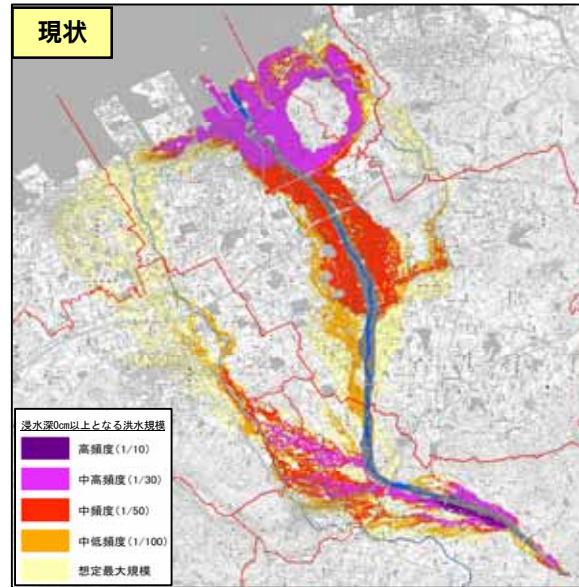 現状
浸水深0cm以上となる洪水規模
高頻度(1/10)
中高頻度(1/30)
中頻度(1/50)
中低頻度(1/100)
想定最大規模